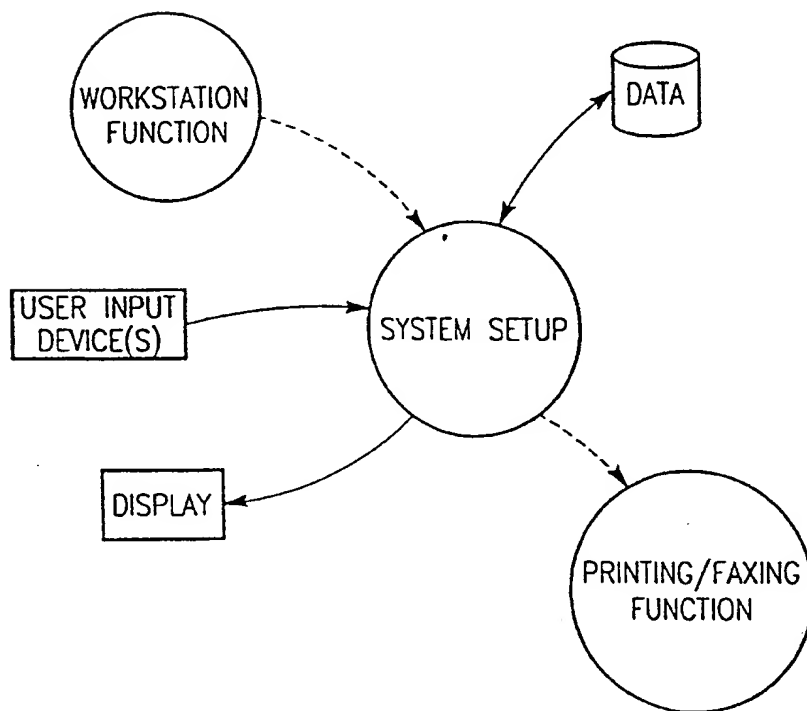 WORKSTATION
FUNCTION
DATA
USER INPUT
DEVICE(S)
SYSTEM SETUP
DISPLAY
PRINTING/FAXING
FUNCTION